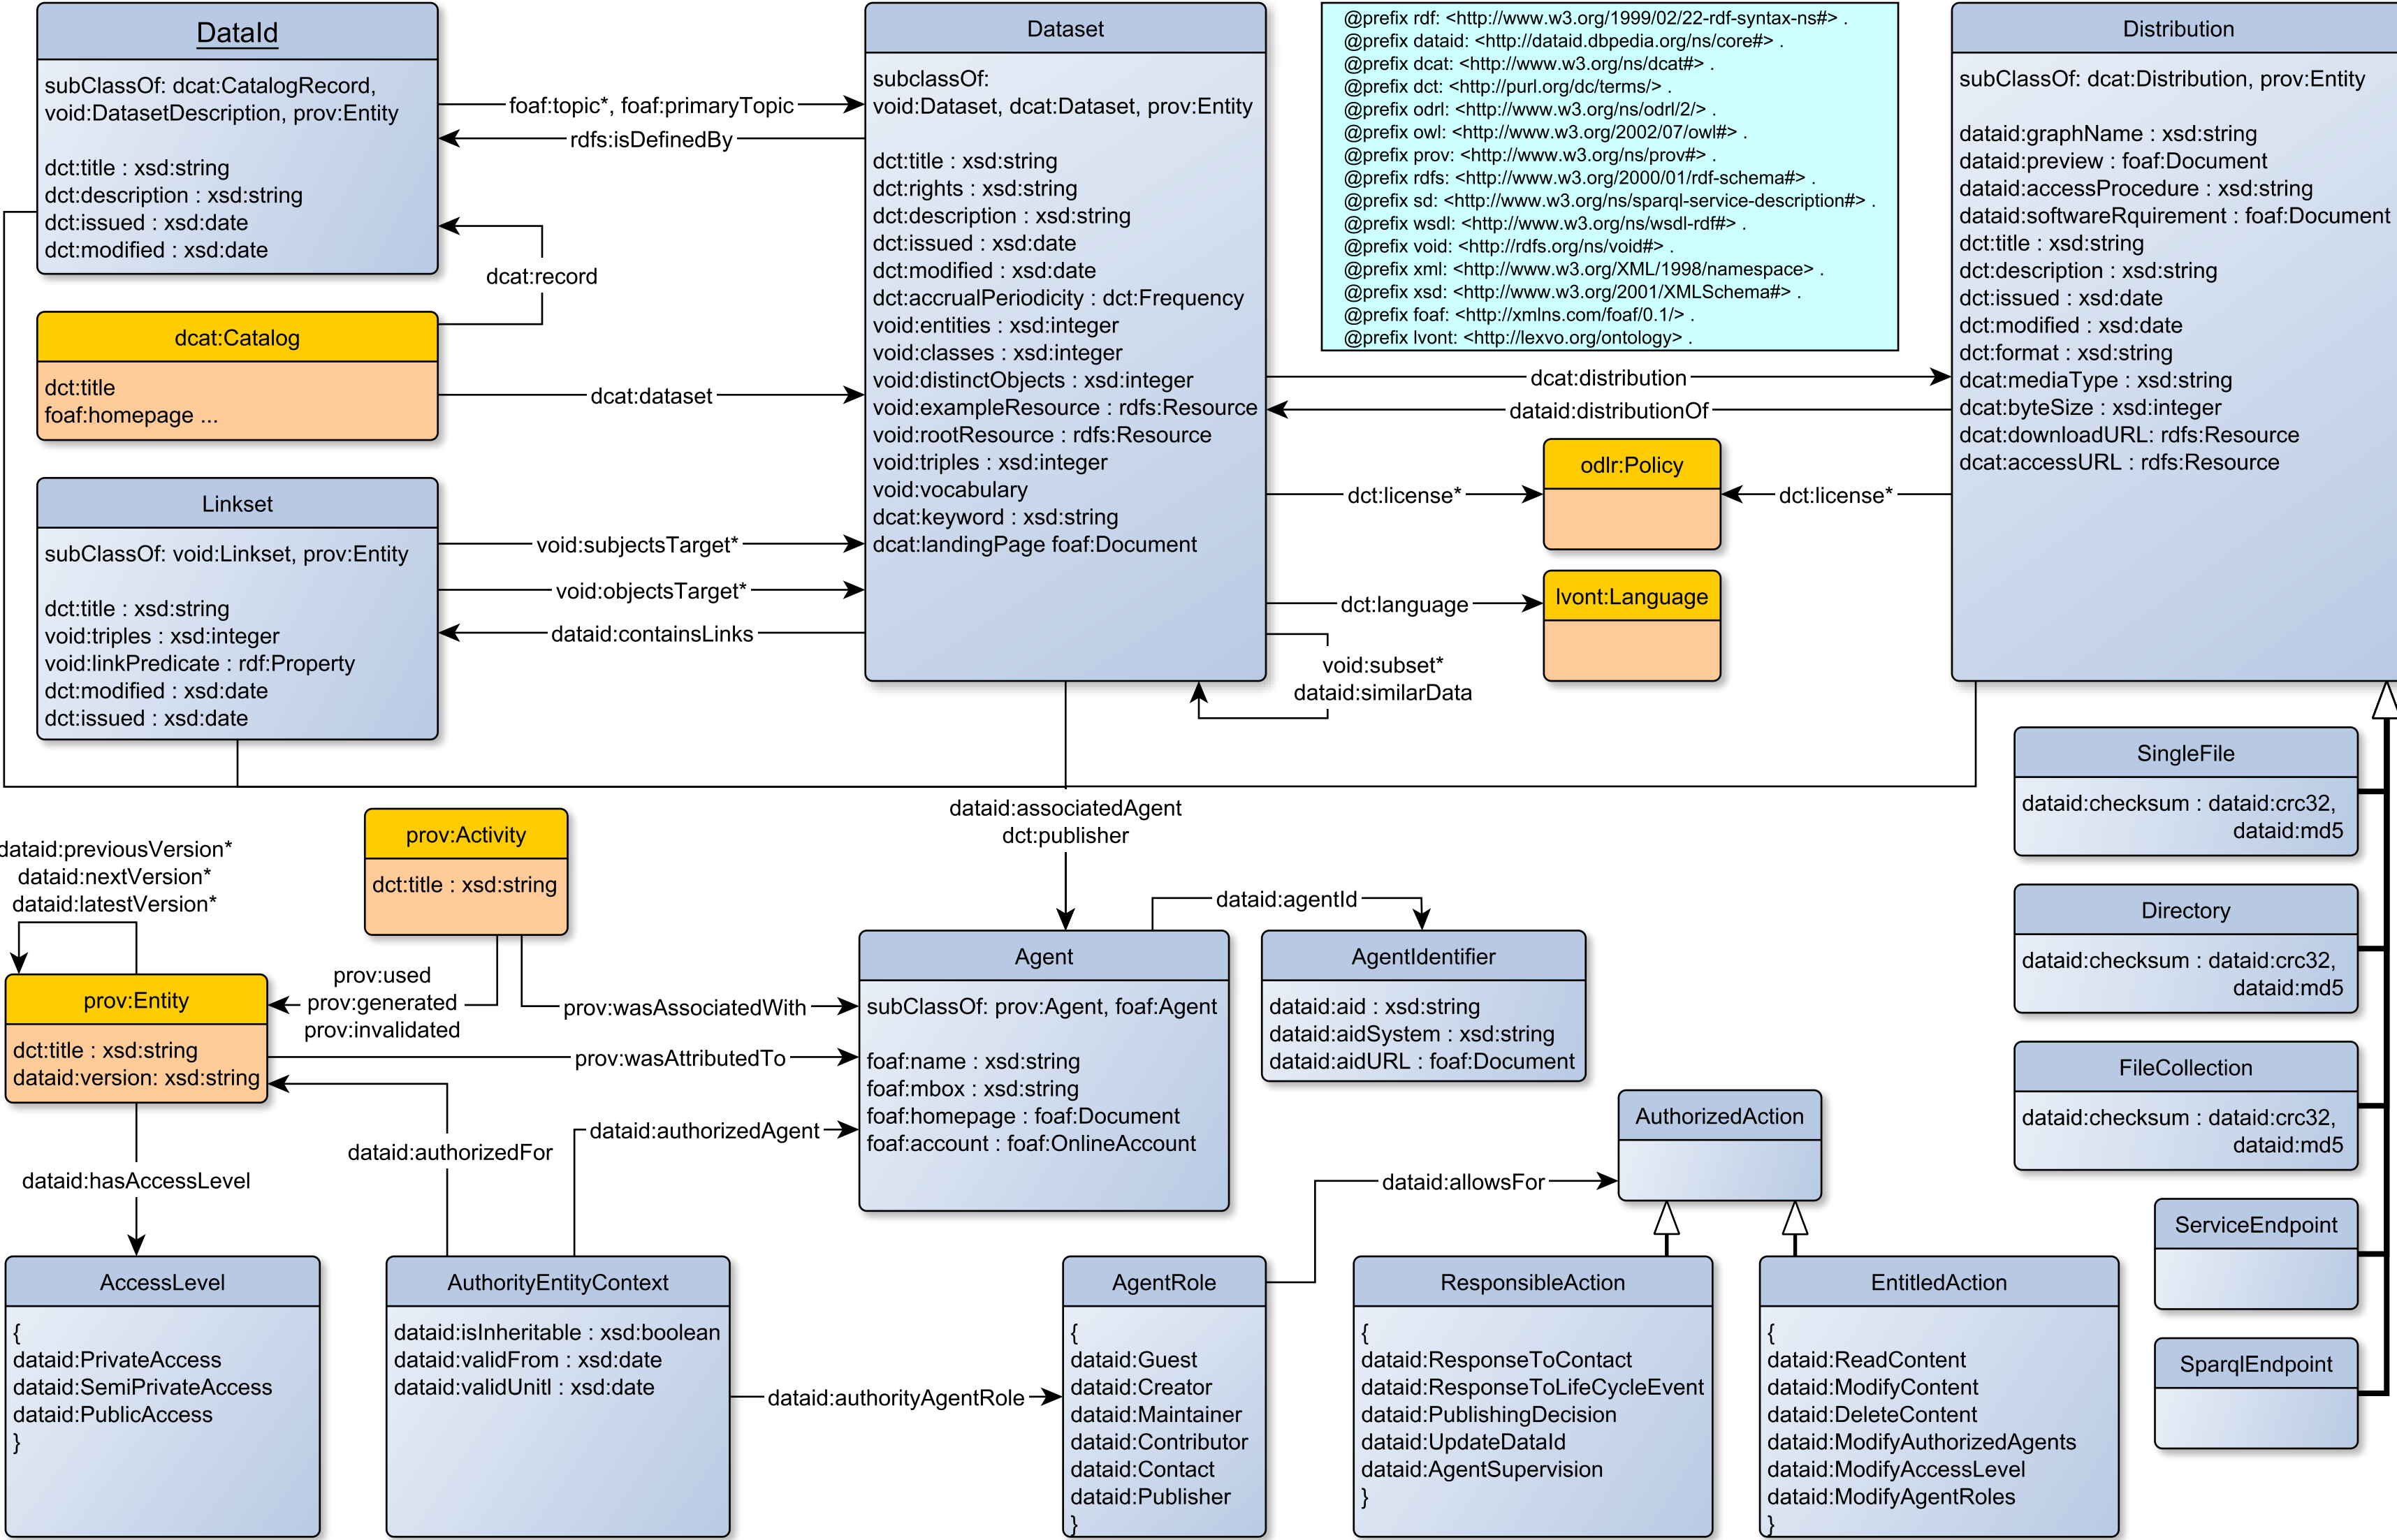 DataId
subClassOf: dcat:CatalogRecord,
void:DatasetDescription, prov:Entity
dct:title : xsd:string
dct:description : xsd:string
dct:issued : xsd:date
dct:modified : xsd:date
foaf:topic*, foaf:primaryTopic
rdfs:isDefinedBy
dcat:record
dcat:Catalog
dct:title
foaf:homepage ...
dcat:dataset
Linkset
subClassOf: void:Linkset, prov:Entity
dct:title : xsd:string
void:triples : xsd:integer
void:linkPredicate : rdf:Property
dct:modified : xsd:date
dct:issued : xsd:date
void:subjectsTarget*
void:objectsTarget*
dataid:containsLinks
Dataset
subclassOf:
void:Dataset, dcat:Dataset, prov:Entity
dct:title : xsd:string
dct:rights : xsd:string
dct:description : xsd:string
dct:issued : xsd:date
dct:modified : xsd:date
dct:accrualPeriodicity : dct:Frequency
void:entities : xsd:integer
void:classes : xsd:integer
void:distinctObjects : xsd:integer
void:exampleResource : rdfs:Resource
void:rootResource : rdfs:Resource
void:triples : xsd:integer
void:vocabulary
dcat:keyword : xsd:string
dcat:landingPage foaf:Document
@prefix rdf: <http://www.w3.org/1999/02/22-rdf-syntax-ns#> .
@prefix dataid: <http://dataid.dbpedia.org/ns/core#> .
@prefix dcat: <http://www.w3.org/ns/dcat#> .
@prefix dct: <http://purl.org/dc/terms/> .
@prefix odrl: <http://www.w3.org/ns/odrl/2/> .
@prefix owl: <http://www.w3.org/2002/07/owl#> .
@prefix prov: <http://www.w3.org/ns/prov#> .
@prefix rdfs: <http://www.w3.org/2000/01/rdf-schema#> .
@prefix sd: <http://www.w3.org/ns/sparql-service-description#> .
@prefix wsdl: <http://www.w3.org/ns/wsdl-rdf#> .
@prefix void: <http://rdfs.org/ns/void#> .
@prefix xml: <http://www.w3.org/XML/1998/namespace> .
@prefix xsd: <http://www.w3.org/2001/XMLSchema#> .
@prefix foaf: <http://xmlns.com/foaf/0.1/> .
@prefix lvont: <http://lexvo.org/ontology> .
dcat:distribution
dataid:distributionOf
odlr:Policy
dct:license*
dct:license*
lvont:Language
dct:language
void:subset*
dataid:similarData
Distribution
subClassOf: dcat:Distribution, prov:Entity
dataid:graphName : xsd:string
dataid:preview : foaf:Document
dataid:accessProcedure : xsd:string
dataid:softwareRquirement : foaf:Document
dct:title : xsd:string
dct:description : xsd:string
dct:issued : xsd:date
dct:modified : xsd:date
dct:format : xsd:string
dcat:mediaType : xsd:string
dcat:byteSize : xsd:integer
dcat:downloadURL: rdfs:Resource
dcat:accessURL : rdfs:Resource
SingleFile
dataid:checksum : dataid:crc32,
dataid:md5
Directory
dataid:checksum : dataid:crc32,
dataid:md5
FileCollection
dataid:checksum : dataid:crc32,
dataid:md5
ServiceEndpoint
SparqlEndpoint
dataid:associatedAgent
dct:publisher
dataid:previousVersion*
dataid:nextVersion*
dataid:latestVersion*
prov:Activity
dct:title : xsd:string
prov:used
prov:generated
prov:invalidated
prov:wasAssociatedWith
prov:Entity
dct:title : xsd:string
dataid:version: xsd:string
prov:wasAttributedTo
dataid:authorizedFor
dataid:authorizedAgent
dataid:hasAccessLevel
Agent
subClassOf: prov:Agent, foaf:Agent
foaf:name : xsd:string
foaf:mbox : xsd:string
foaf:homepage : foaf:Document
foaf:account : foaf:OnlineAccount
dataid:agentId
AgentIdentifier
dataid:aid : xsd:string
dataid:aidSystem : xsd:string
dataid:aidURL : foaf:Document
AuthorizedAction
dataid:allowsFor
AccessLevel
{
dataid:PrivateAccess
dataid:SemiPrivateAccess
dataid:PublicAccess
}
AuthorityEntityContext
dataid:isInheritable : xsd:boolean
dataid:validFrom : xsd:date
dataid:validUnitl : xsd:date
dataid:authorityAgentRole
AgentRole
{
dataid:Guest
dataid:Creator
dataid:Maintainer
dataid:Contributor
dataid:Contact
dataid:Publisher
}
ResponsibleAction
{
dataid:ResponseToContact
dataid:ResponseToLifeCycleEvent
dataid:PublishingDecision
dataid:UpdateDataId
dataid:AgentSupervision
}
EntitledAction
{
dataid:ReadContent
dataid:ModifyContent
dataid:DeleteContent
dataid:ModifyAuthorizedAgents
dataid:ModifyAccessLevel
dataid:ModifyAgentRoles
}